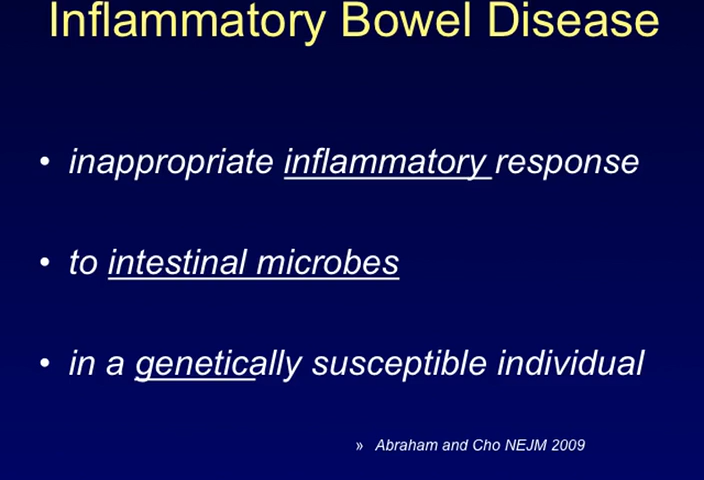 Inflammatory Bowel Disease
• inappropriate inflammatory response
• to intestinal microbes
• in a genetically susceptible individual
» Abraham and Cho NEJM 2009